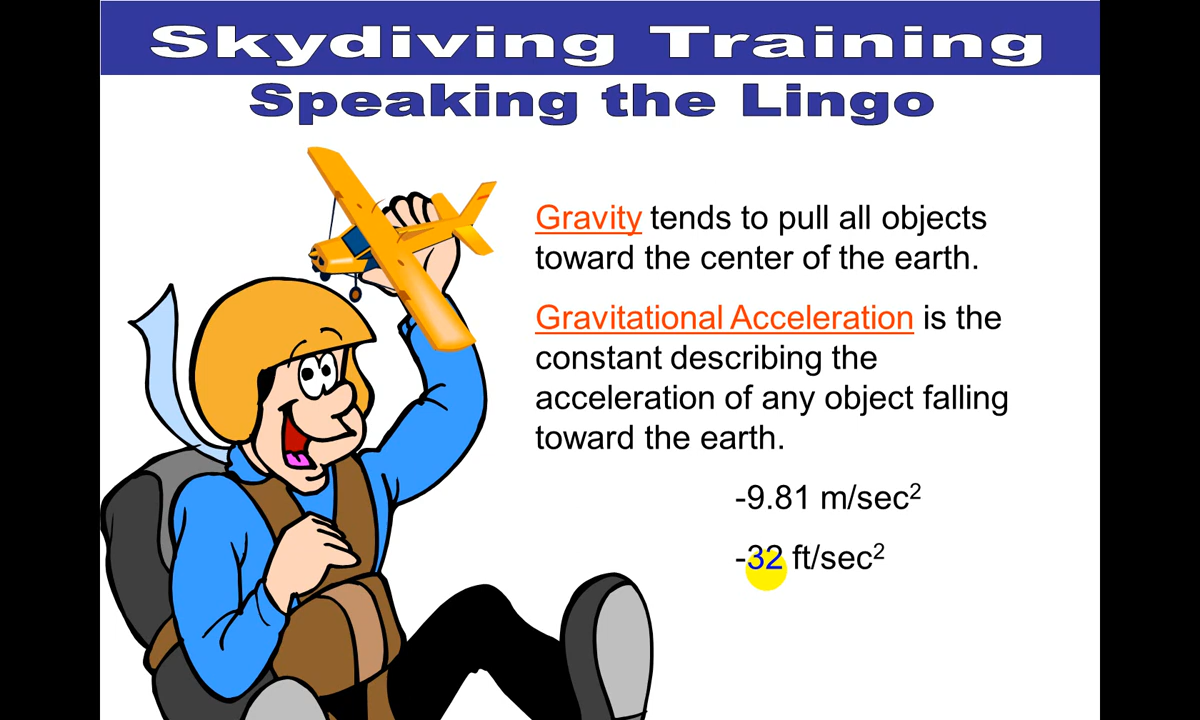 Skydiving Training
Speaking the Lingo
Gravity tends to pull all objects
toward the center of the earth.
Gravitational Acceleration is the
constant describing the
acceleration of any object falling
toward the earth.
-9.81 m/sec²
-32 ft/sec²